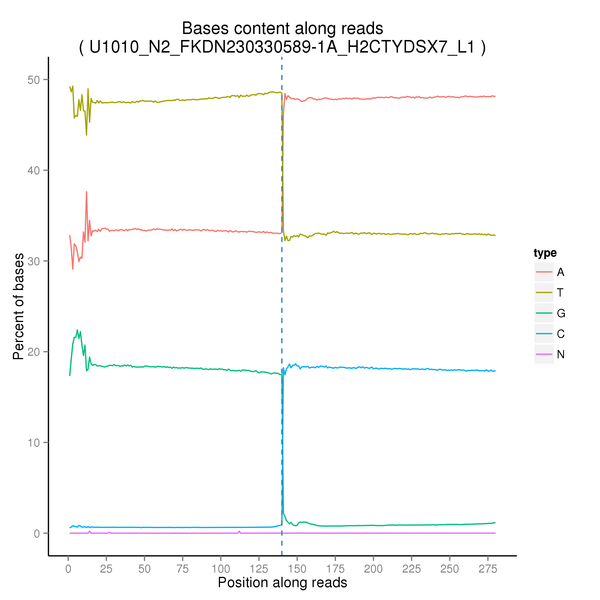 Bases content along reads
( U1010_N2_FKDN230330589-1A_H2CTYDSX7_L1 )
Percent of bases
50
40
30
20
10
0
0 25 50 75 100 125 150 175 200 225 250 275
Position along reads
type
A
T
G
C
N